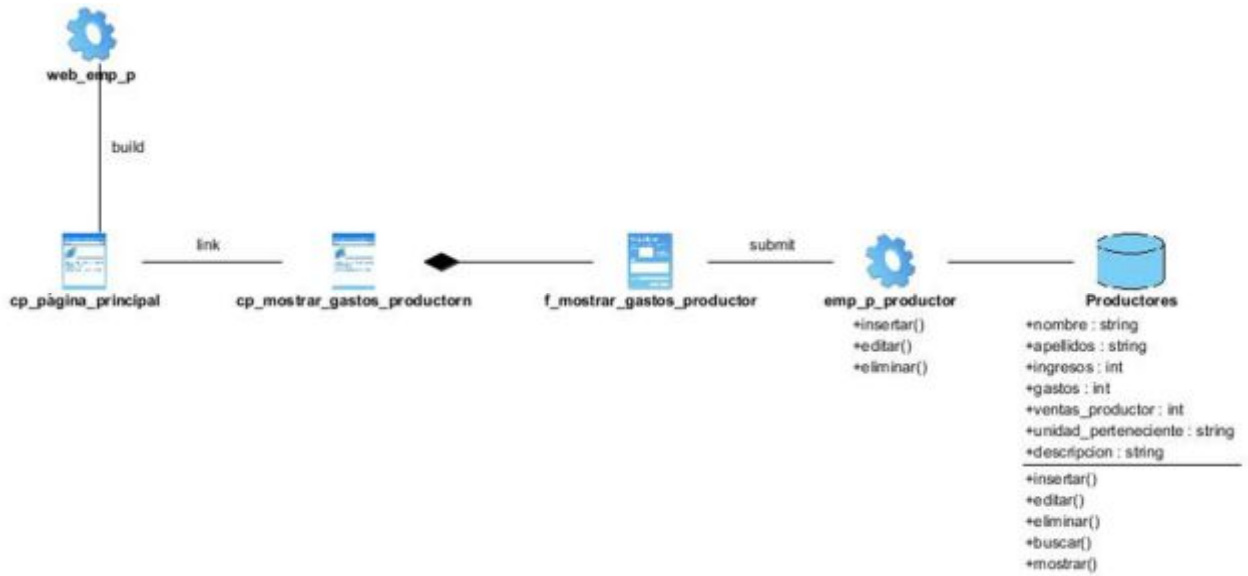 web_emp_p
build
link
submit
cp_página_principal
cp_mostrar_gastos_productorn
f_mostrar_gastos_productor
emp_p_productor
+insertar()
+editar()
+eliminar()
Productores
+nombre : string
+apellidos : string
+ingresos : int
+gastos : int
+ventas_productor : int
+unidad_perteneciente : string
+descripcion : string
+insertar()
+editar()
+eliminar()
+buscar()
+mostrar()